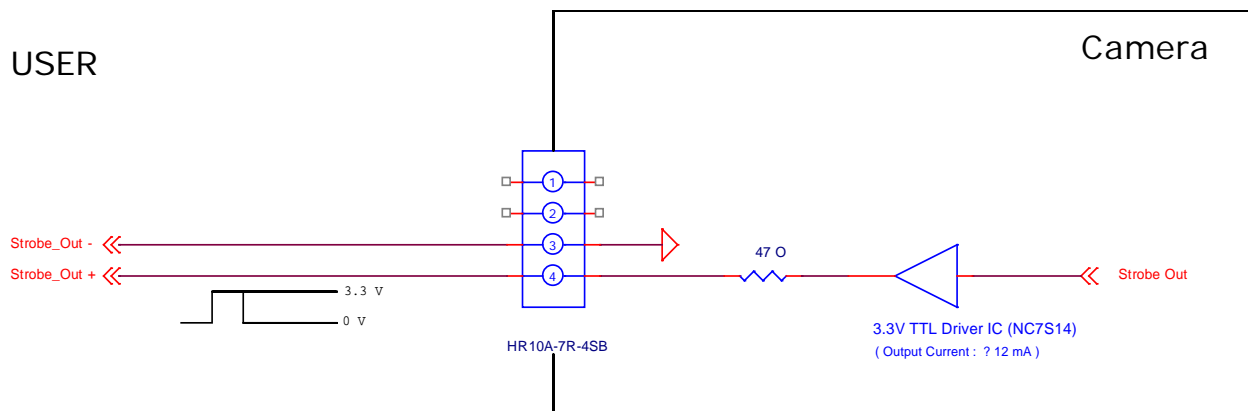 USER
Camera
1
2
Strobe_Out -
3
47 O
Strobe_Out +
4
Strobe Out
3.3 V
0 V
3.3V TTL Driver IC (NC7S14)
HR10A-7R-4SB
( Output Current : ? 12 mA )